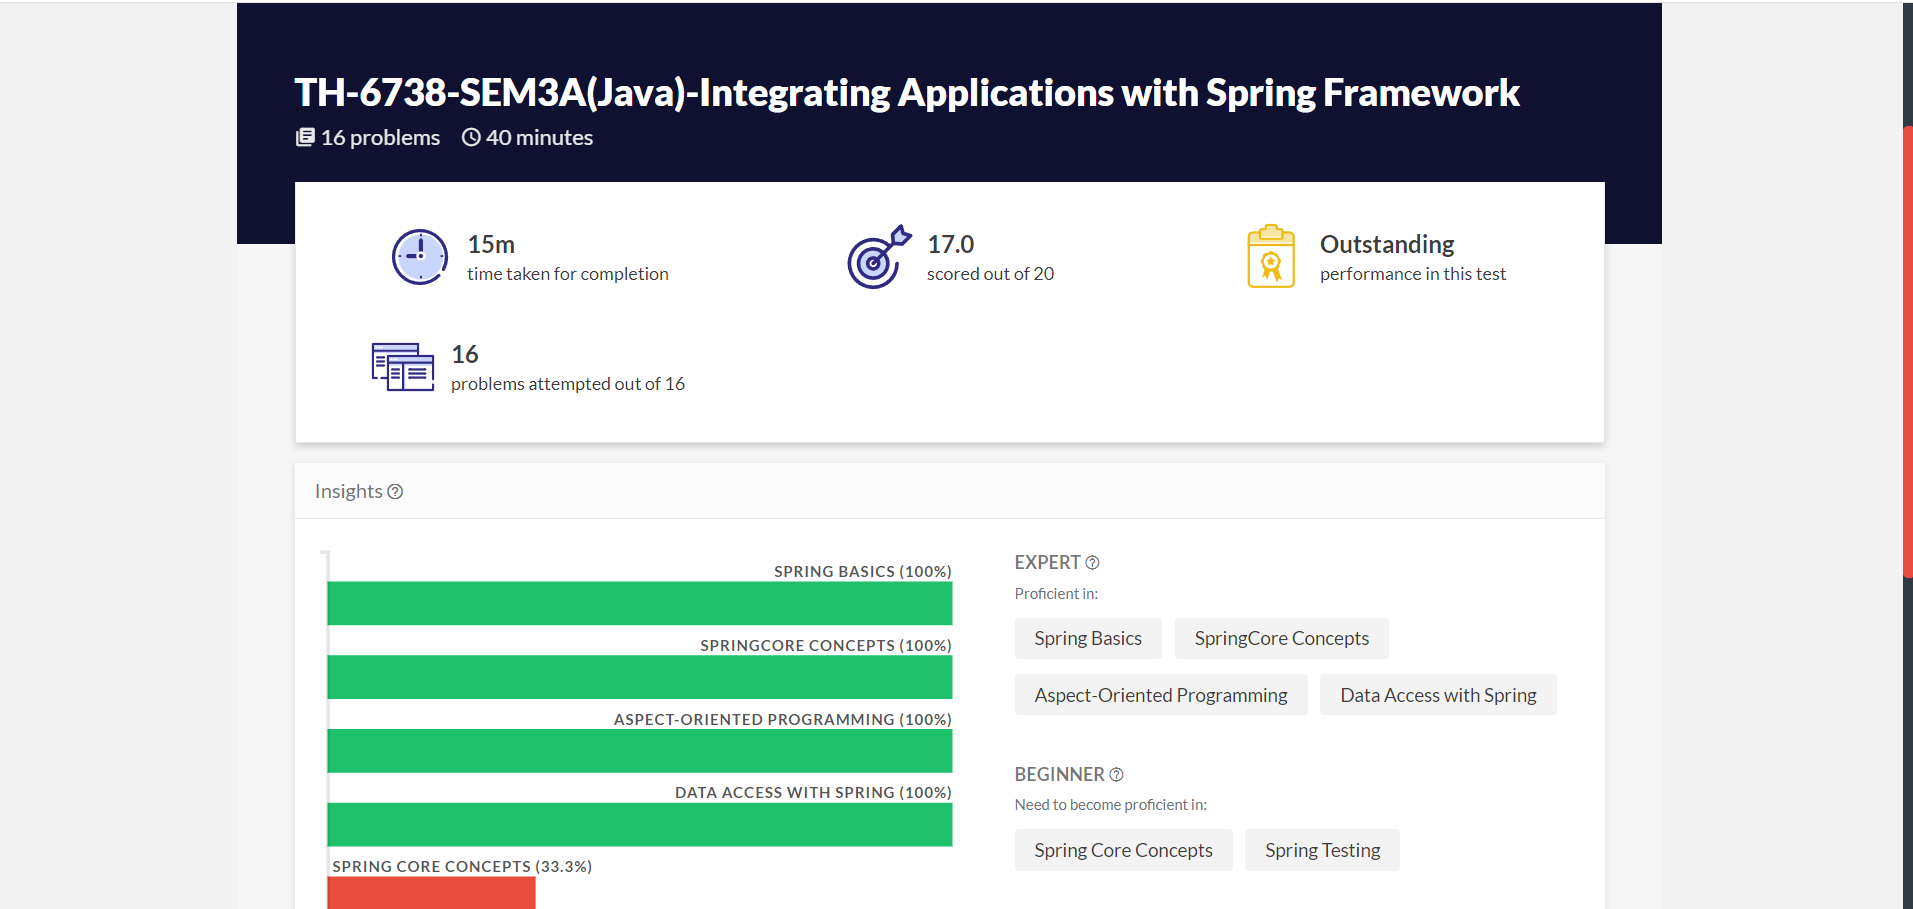 TH-6738-SEM3A(Java)-Integrating Applications with Spring Framework
16 problems 40 minutes
15m
time taken for completion
17.0
scored out of 20
Outstanding
performance in this test
16
problems attempted out of 16
Insights
SPRING BASICS (100%)
SPRINGCORE CONCEPTS (100%)
ASPECT-ORIENTED PROGRAMMING (100%)
DATA ACCESS WITH SPRING (100%)
SPRING CORE CONCEPTS (33.3%)
EXPERT
Proficient in:
Spring Basics SpringCore Concepts
Aspect-Oriented Programming Data Access with Spring
BEGINNER
Need to become proficient in:
Spring Core Concepts Spring Testing